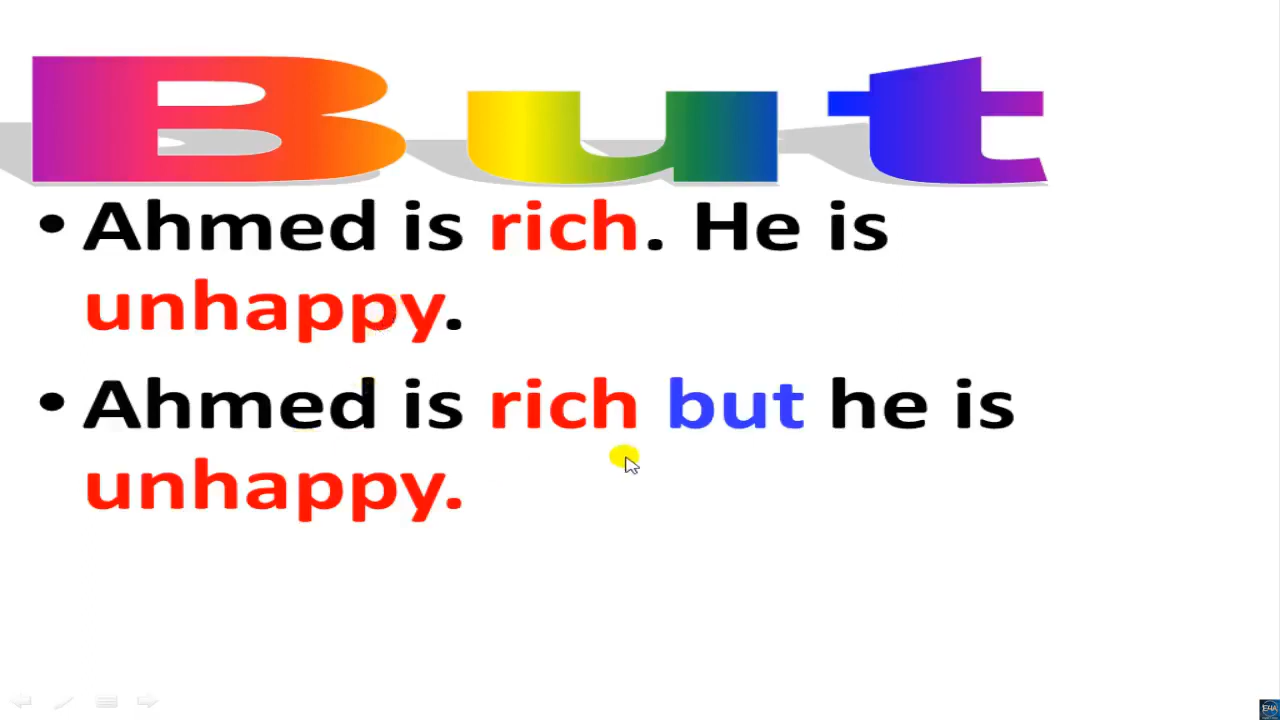 But
• Ahmed is rich. He is
unhappy.
• Ahmed is rich but he is
unhappy.